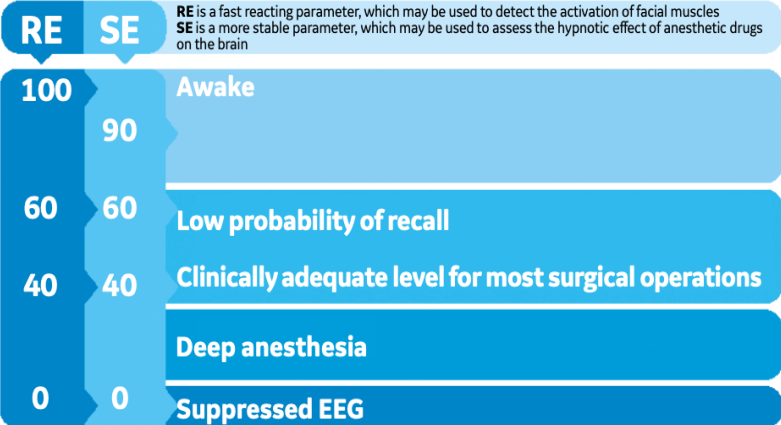 RE SE
RE is a fast reacting parameter, which may be used to detect the activation of facial muscles
SE is a more stable parameter, which may be used to assess the hypnotic effect of anesthetic drugs
on the brain
100
Awake
90
60 60
Low probability of recall
40 40
Clinically adequate level for most surgical operations
Deep anesthesia
0 0
Suppressed EEG